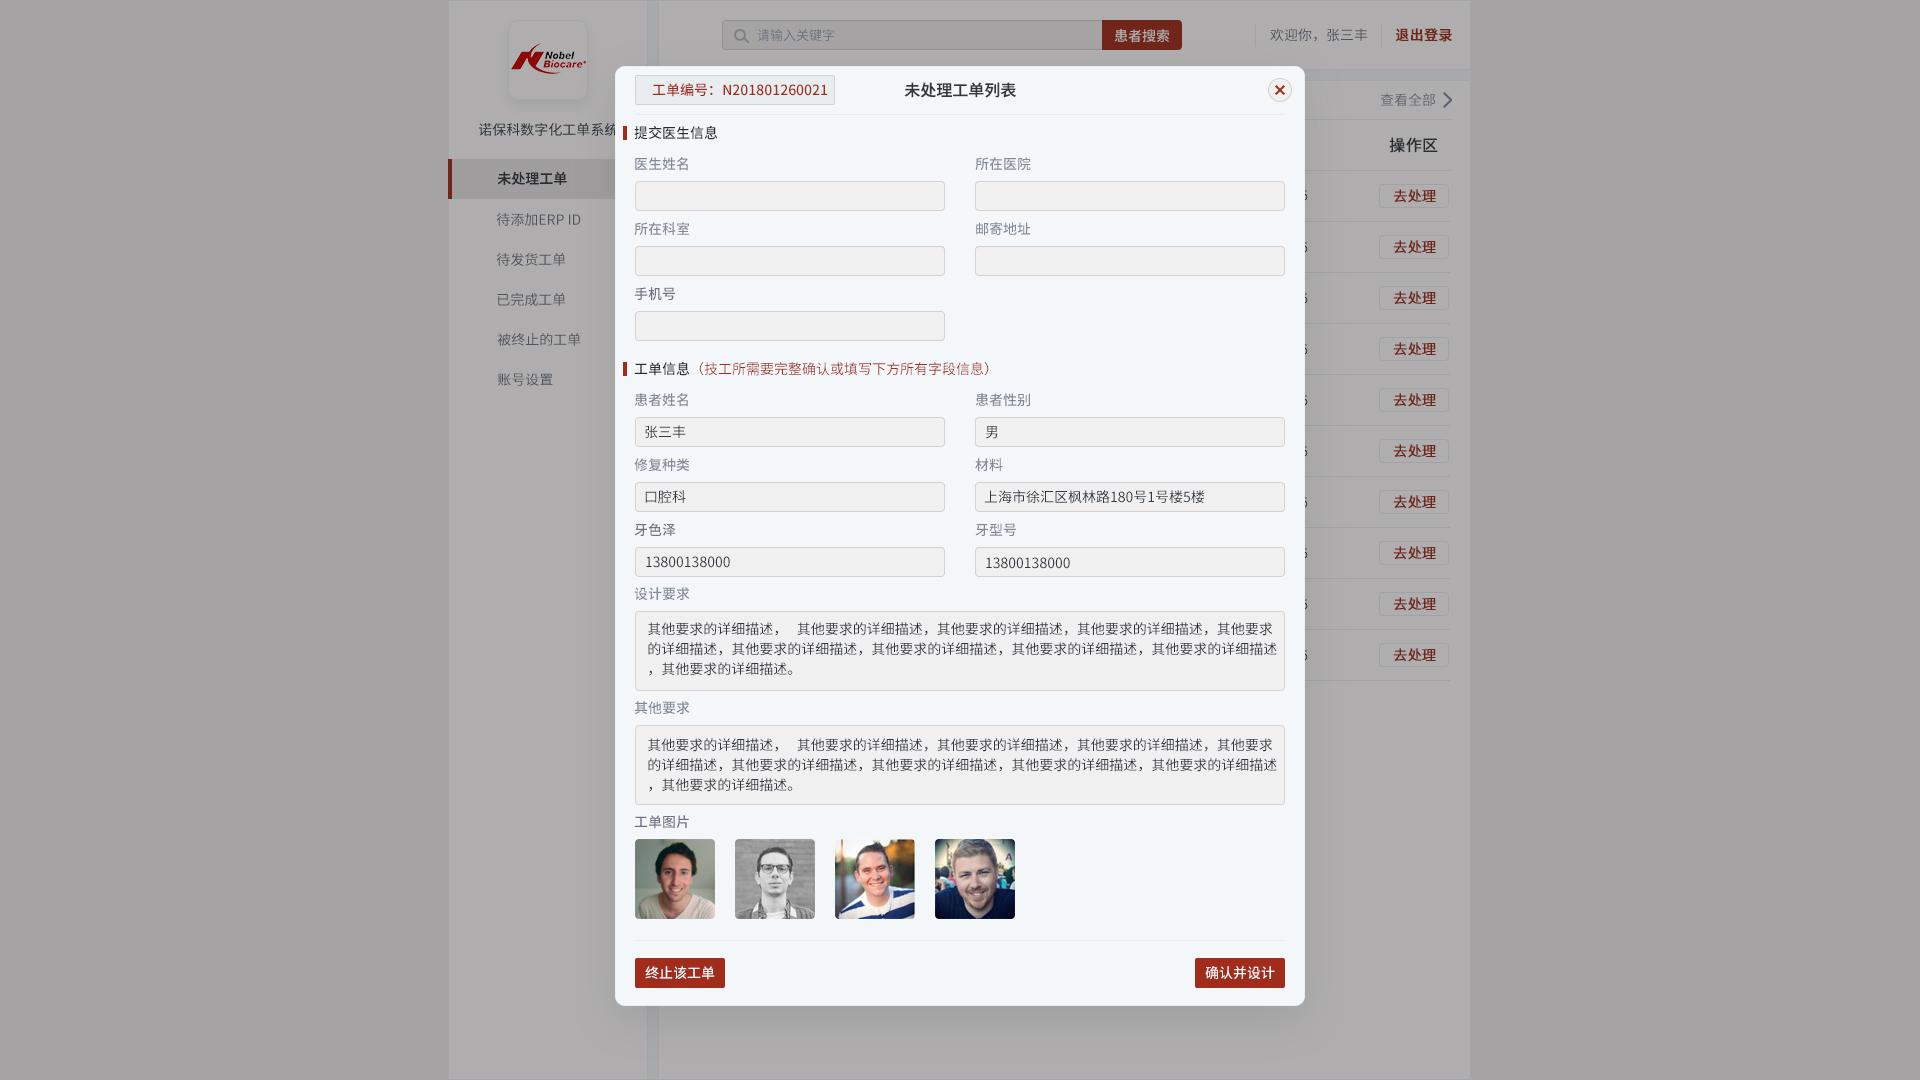 Nobel
Biocare
诺保科数字化工单系统
请输入关键字
患者搜索
欢迎你，张三丰
退出登录
未处理工单
待添加ERP ID
待发货工单
已完成工单
被终止的工单
账号设置
查看全部
操作区
去处理
去处理
去处理
去处理
去处理
去处理
去处理
去处理
去处理
去处理
工单编号：N201801260021
未处理工单列表
提交医生信息
医生姓名
所在医院
所在科室
邮寄地址
手机号
工单信息（技工所需要完整确认或填写下方所有字段信息）
患者姓名
患者性别
张三丰
男
修复种类
材料
口腔科
上海市徐汇区枫林路180号1号楼5楼
牙色泽
牙型号
13800138000
13800138000
设计要求
其他要求的详细描述，  其他要求的详细描述，其他要求的详细描述，其他要求的详细描述，其他要求
的详细描述，其他要求的详细描述，其他要求的详细描述，其他要求的详细描述，其他要求的详细描述
，其他要求的详细描述。
其他要求
其他要求的详细描述，  其他要求的详细描述，其他要求的详细描述，其他要求的详细描述，其他要求
的详细描述，其他要求的详细描述，其他要求的详细描述，其他要求的详细描述，其他要求的详细描述
，其他要求的详细描述。
工单图片
终止该工单
确认并设计